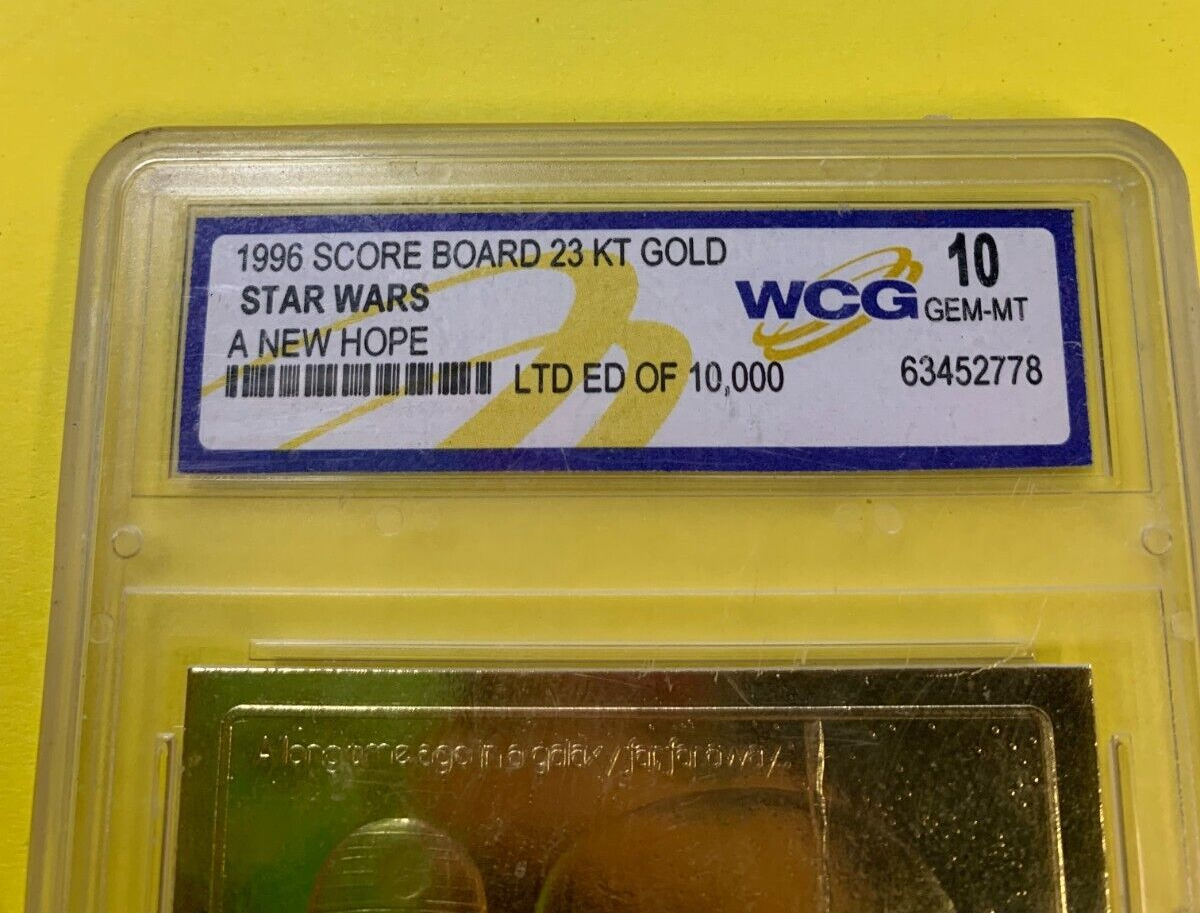 1996 SCORE BOARD 23 KT GOLD
STAR WARS
A NEW HOPE
LTD ED OF 10,000
WCG
10
GEM-MT
63452778
A long time ago in a galaxy far, far away...